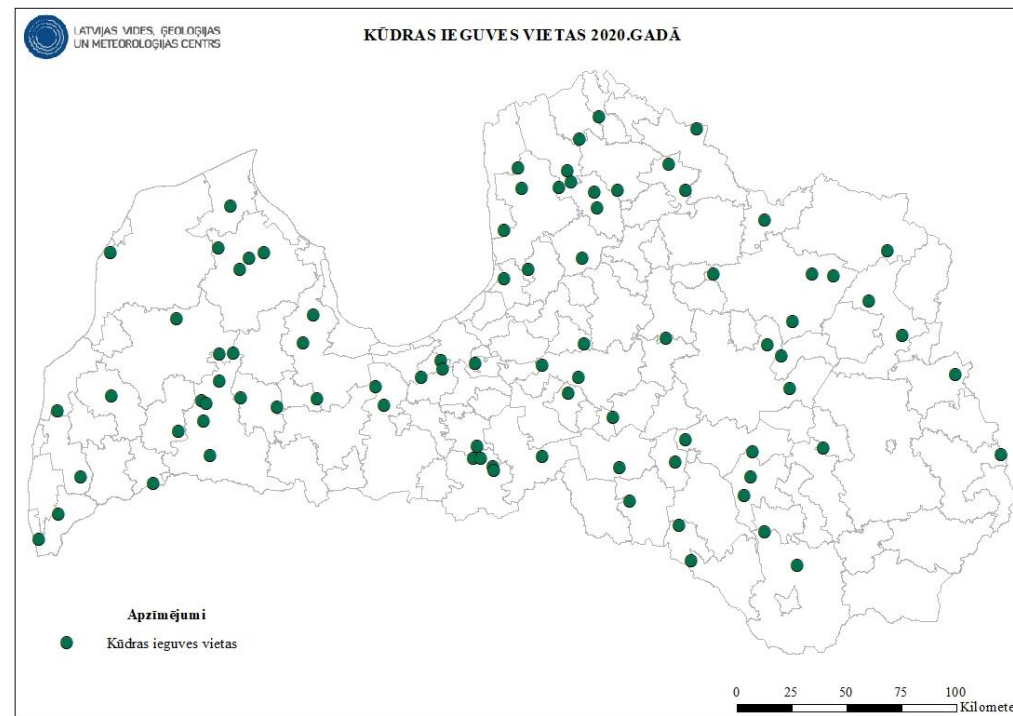 LATVIJAS VIDES, ĢEOLOĢIJAS
UN METEOROLOĢIJAS CENTRS
KŪDRAS IEGUVES VIETAS 2020.GADĀ
Apzīmējumi
Kūdras ieguves vietas
0 25 50 75 100
Kilomete